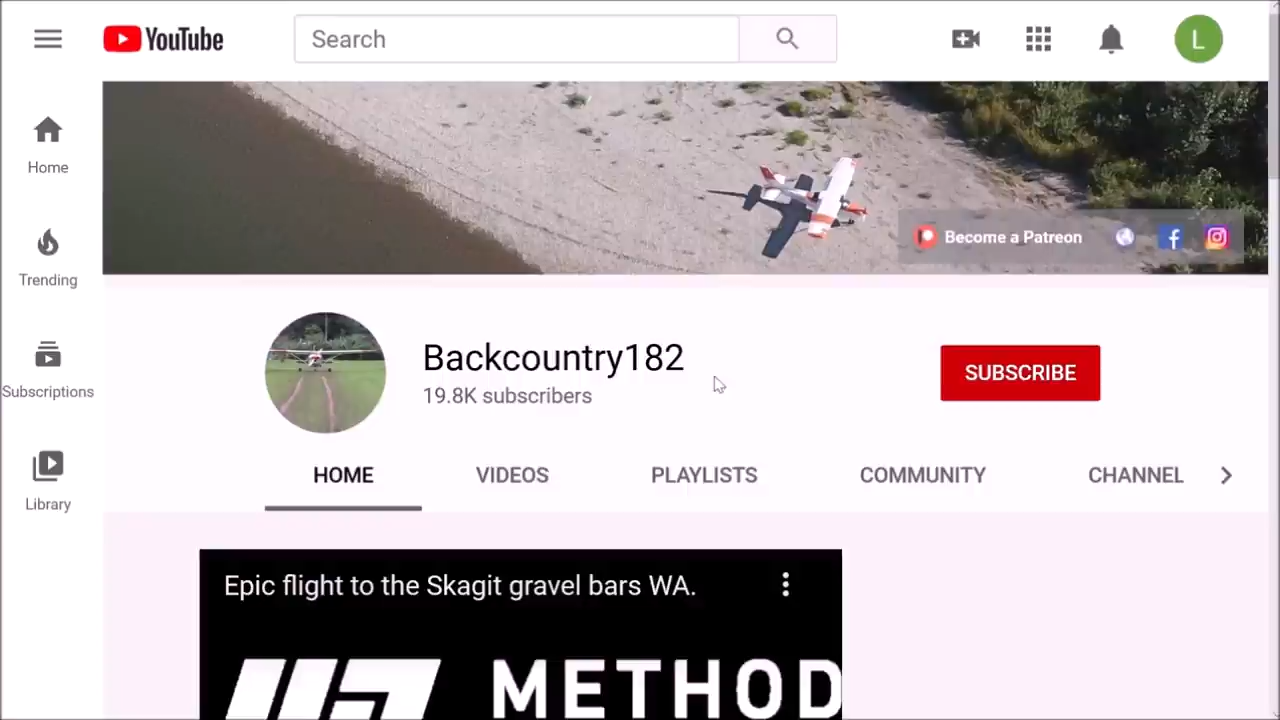 YouTube
Search
L
Home
Trending
Subscriptions
Library
Become a Patreon
Backcountry182
19.8K subscribers
SUBSCRIBE
HOME
VIDEOS
PLAYLISTS
COMMUNITY
CHANNEL
Epic flight to the Skagit gravel bars WA.
METHOD